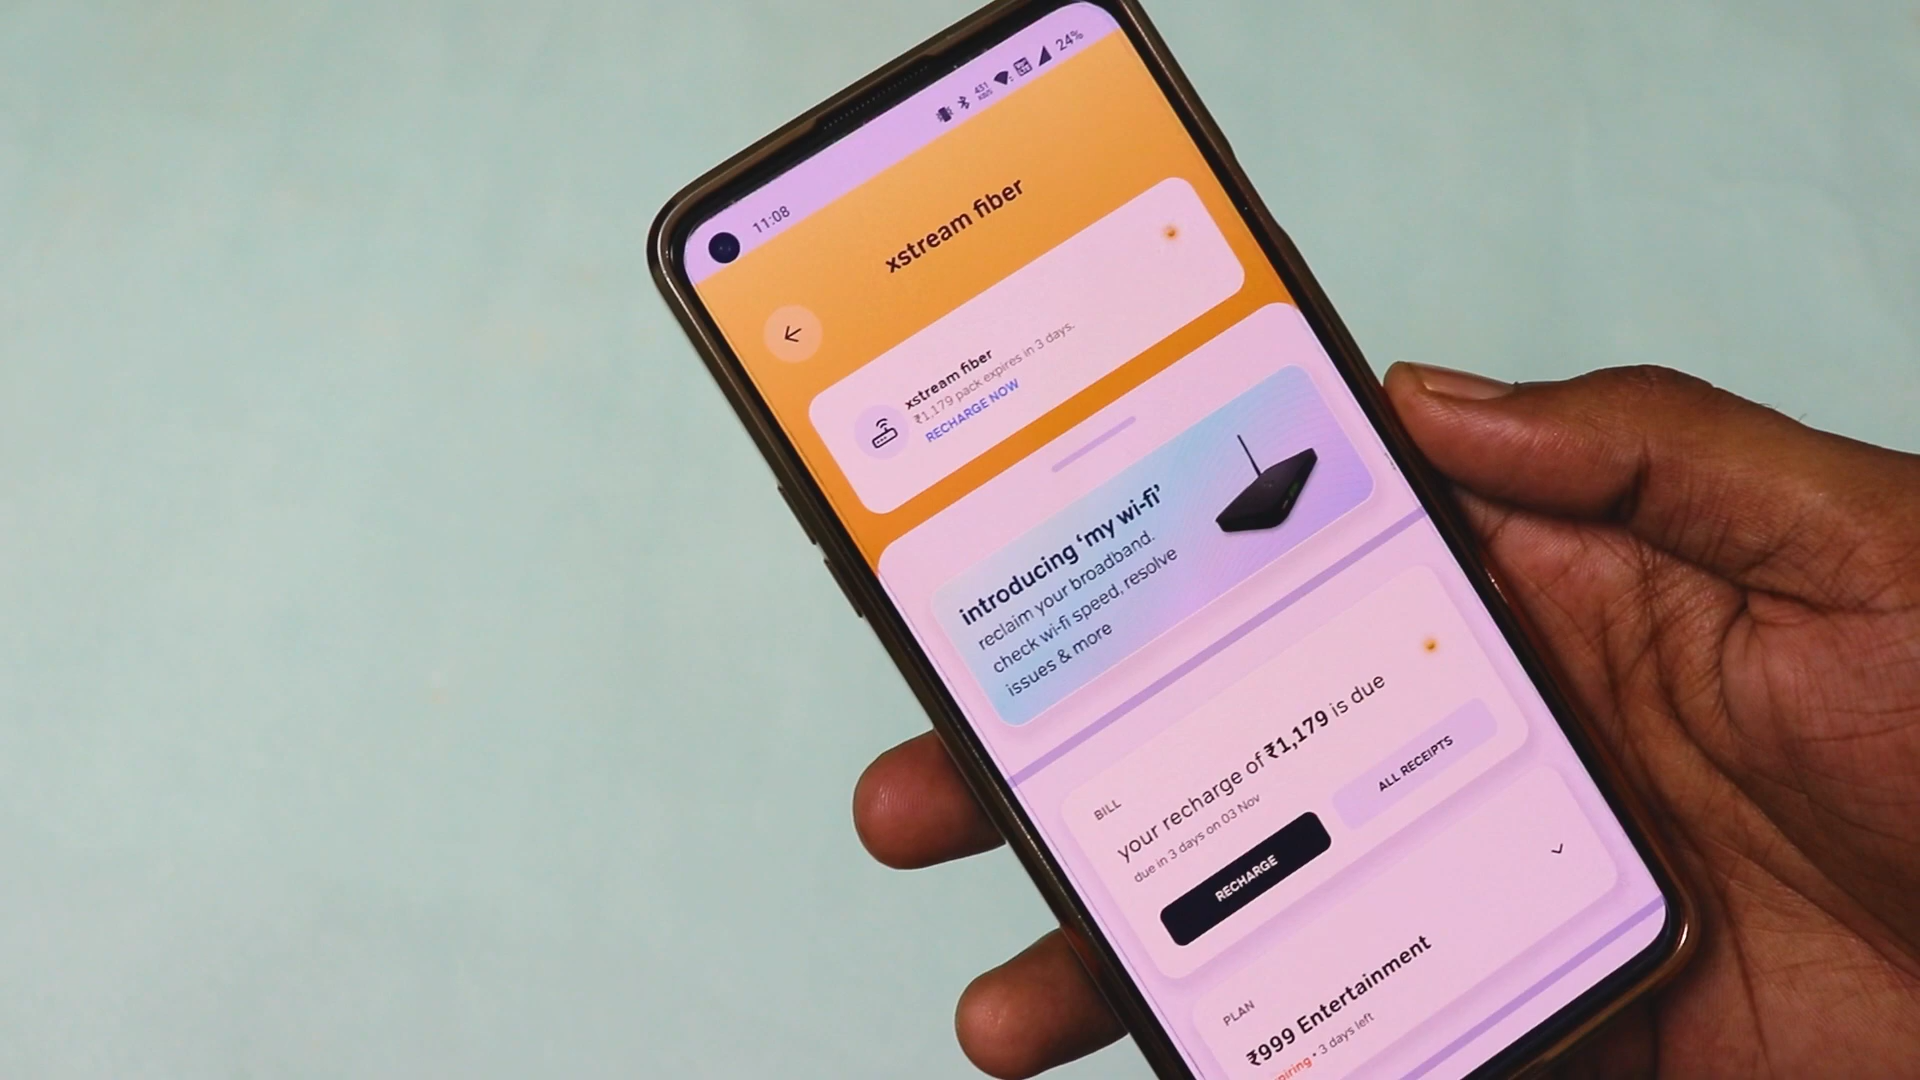 11:08
431
KB/S
24%
xstream fiber
xstream fiber
₹1,179 pack expires in 3 days.
RECHARGE NOW
introducing ‘my wi-fi’
reclaim your broadband.
check wi-fi speed, resolve
issues & more
BILL
your recharge of ₹1,179 is due
due in 3 days on 03 Nov
RECHARGE
ALL RECEIPTS
PLAN
₹999 Entertainment
• 3 days left